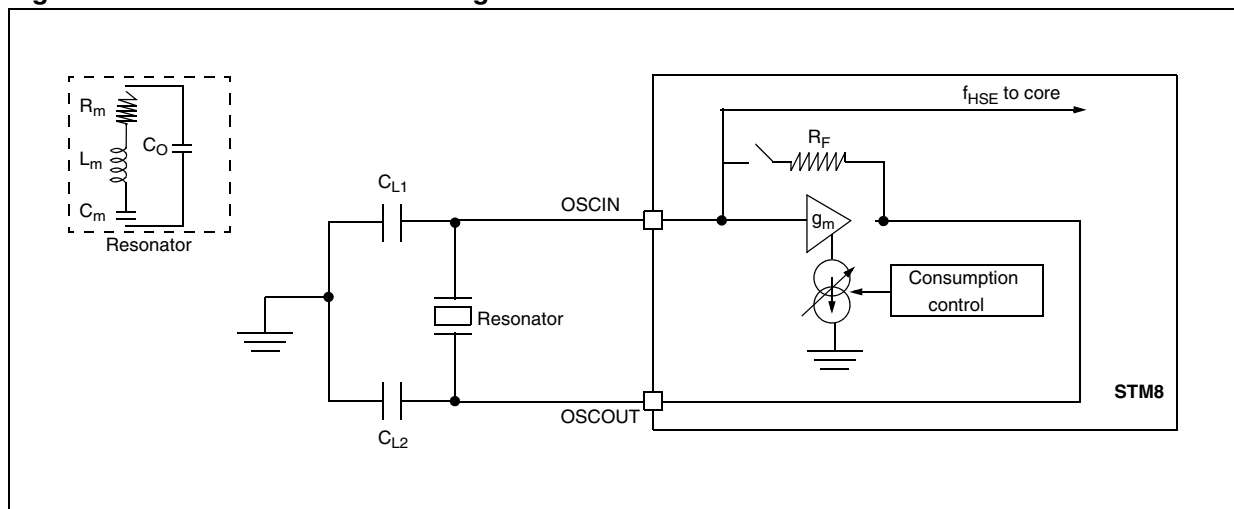 f_HSE to core
R_m
R_F
C_O
L_m
C_L1
OSCIN
C_m
g_m
Resonator
Consumption
control
Resonator
STM8
OSCOUT
C_L2